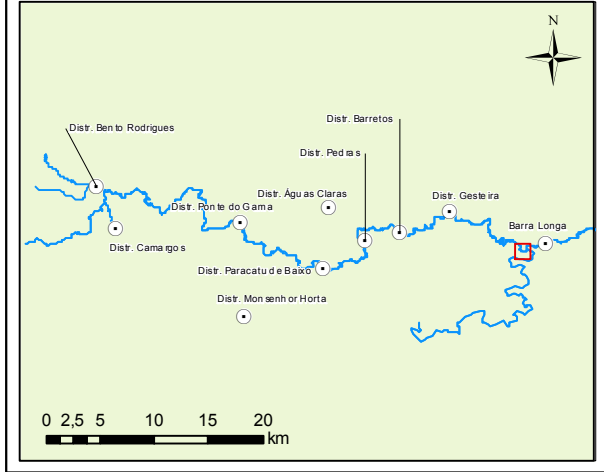 N
Distr. Barretos
Distr. Bento Rodrigues
Distr. Pedras
Distr. Águas Claras
Distr. Gesteira
Distr. Ponte do Gama
Barra Longa
Distr. Camargos
Distr. Paracatu de Baixo
Distr. Monsenhor Horta
0 2,5 5 10 15 20
km